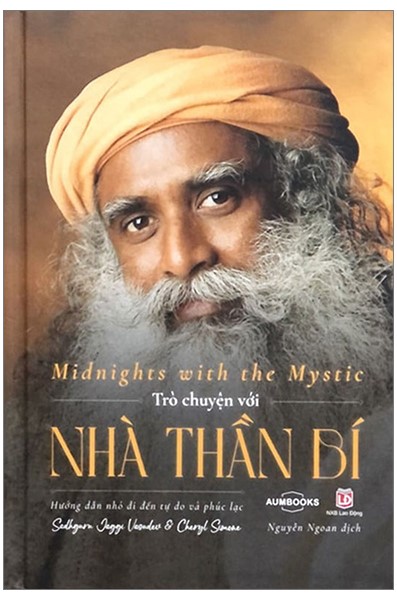 Midnights with the Mystic
Trò chuyện với
NHÀ THẦN BÍ
Hướng dẫn nhỏ đi đến tự do và phúc lạc
Sadhguru Jaggi Vasudev & Cheryl Simone
AUMBOOKS
NXB Lao Động
Nguyễn Ngoan dịch